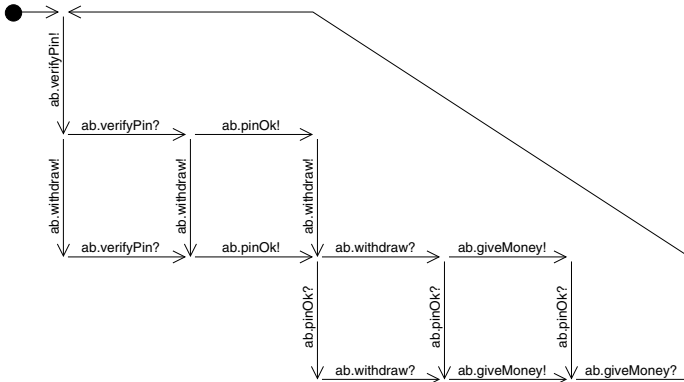 ab.verifyPin!
ab.verifyPin?
ab.pinOk!
ab.withdraw!
ab.withdraw!
ab.withdraw!
ab.verifyPin?
ab.pinOk!
ab.withdraw?
ab.giveMoney!
ab.pinOk?
ab.pinOk?
ab.pinOk?
ab.withdraw?
ab.giveMoney!
ab.giveMoney?